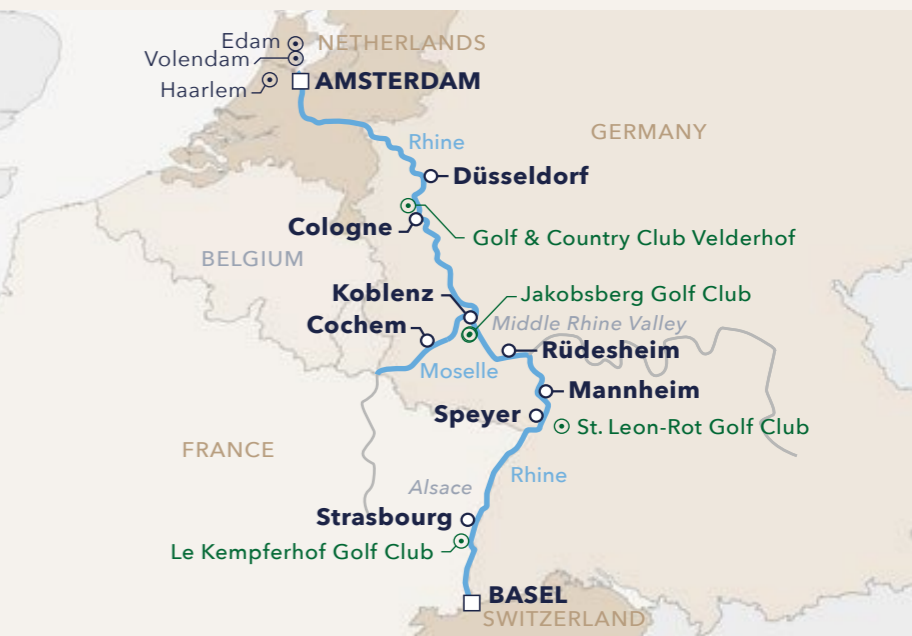 Edam
NETHERLANDS
Volendam
Haarlem
AMSTERDAM
GERMANY
Rhine
Düsseldorf
Cologne
Golf & Country Club Velderhof
BELGIUM
Koblenz
Jakobsberg Golf Club
Cochem
Middle Rhine Valley
Rüdesheim
Moselle
Mannheim
Speyer
St. Leon-Rot Golf Club
FRANCE
Rhine
Alsace
Strasbourg
Le Kempferhof Golf Club
BASEL
SWITZERLAND